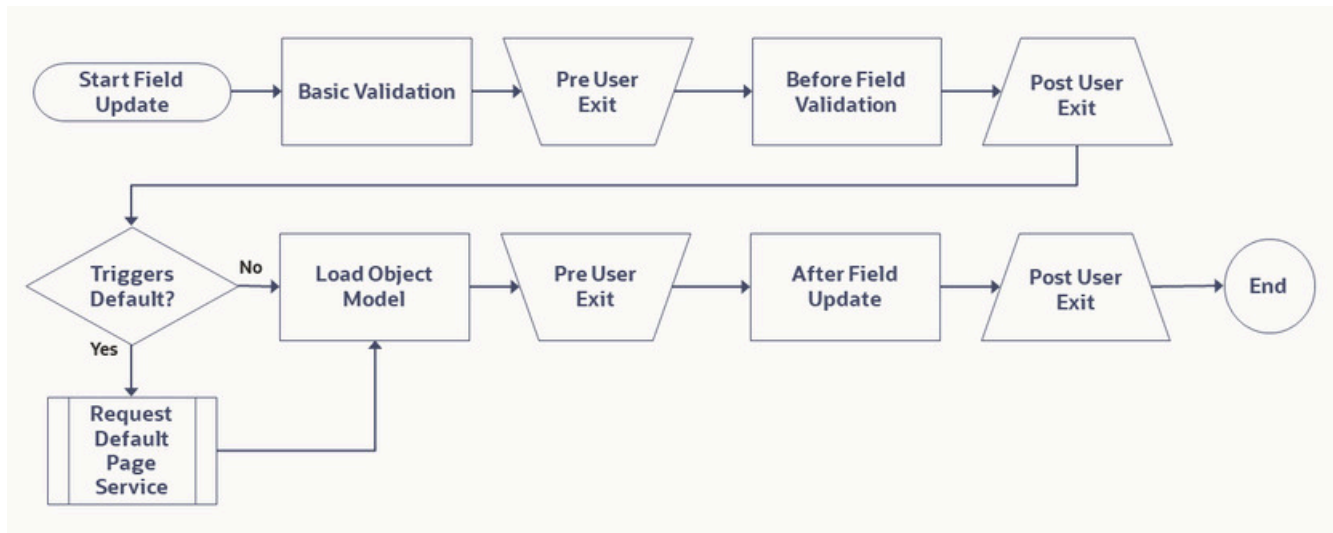 Start Field
Update
Basic Validation
Pre User
Exit
Before Field
Validation
Post User
Exit
Triggers
Default?
No
Yes
Load Object
Model
Pre User
Exit
After Field
Update
Post User
Exit
End
Request
Default
Page
Service